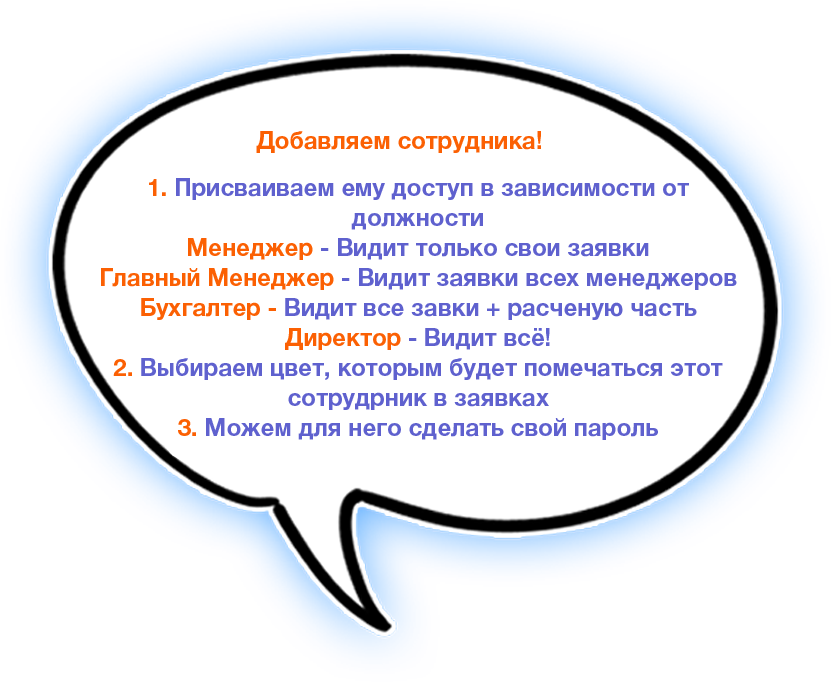 Добавляем сотрудника!
1. Присваиваем ему доступ в зависимости от
должности
Менеджер - Видит только свои заявки
Главный Менеджер - Видит заявки всех менеджеров
Бухгалтер - Видит все завки + расченую часть
Директор - Видит всё!
2. Выбираем цвет, которым будет помечаться этот
сотрудрник в заявках
3. Можем для него сделать свой пароль